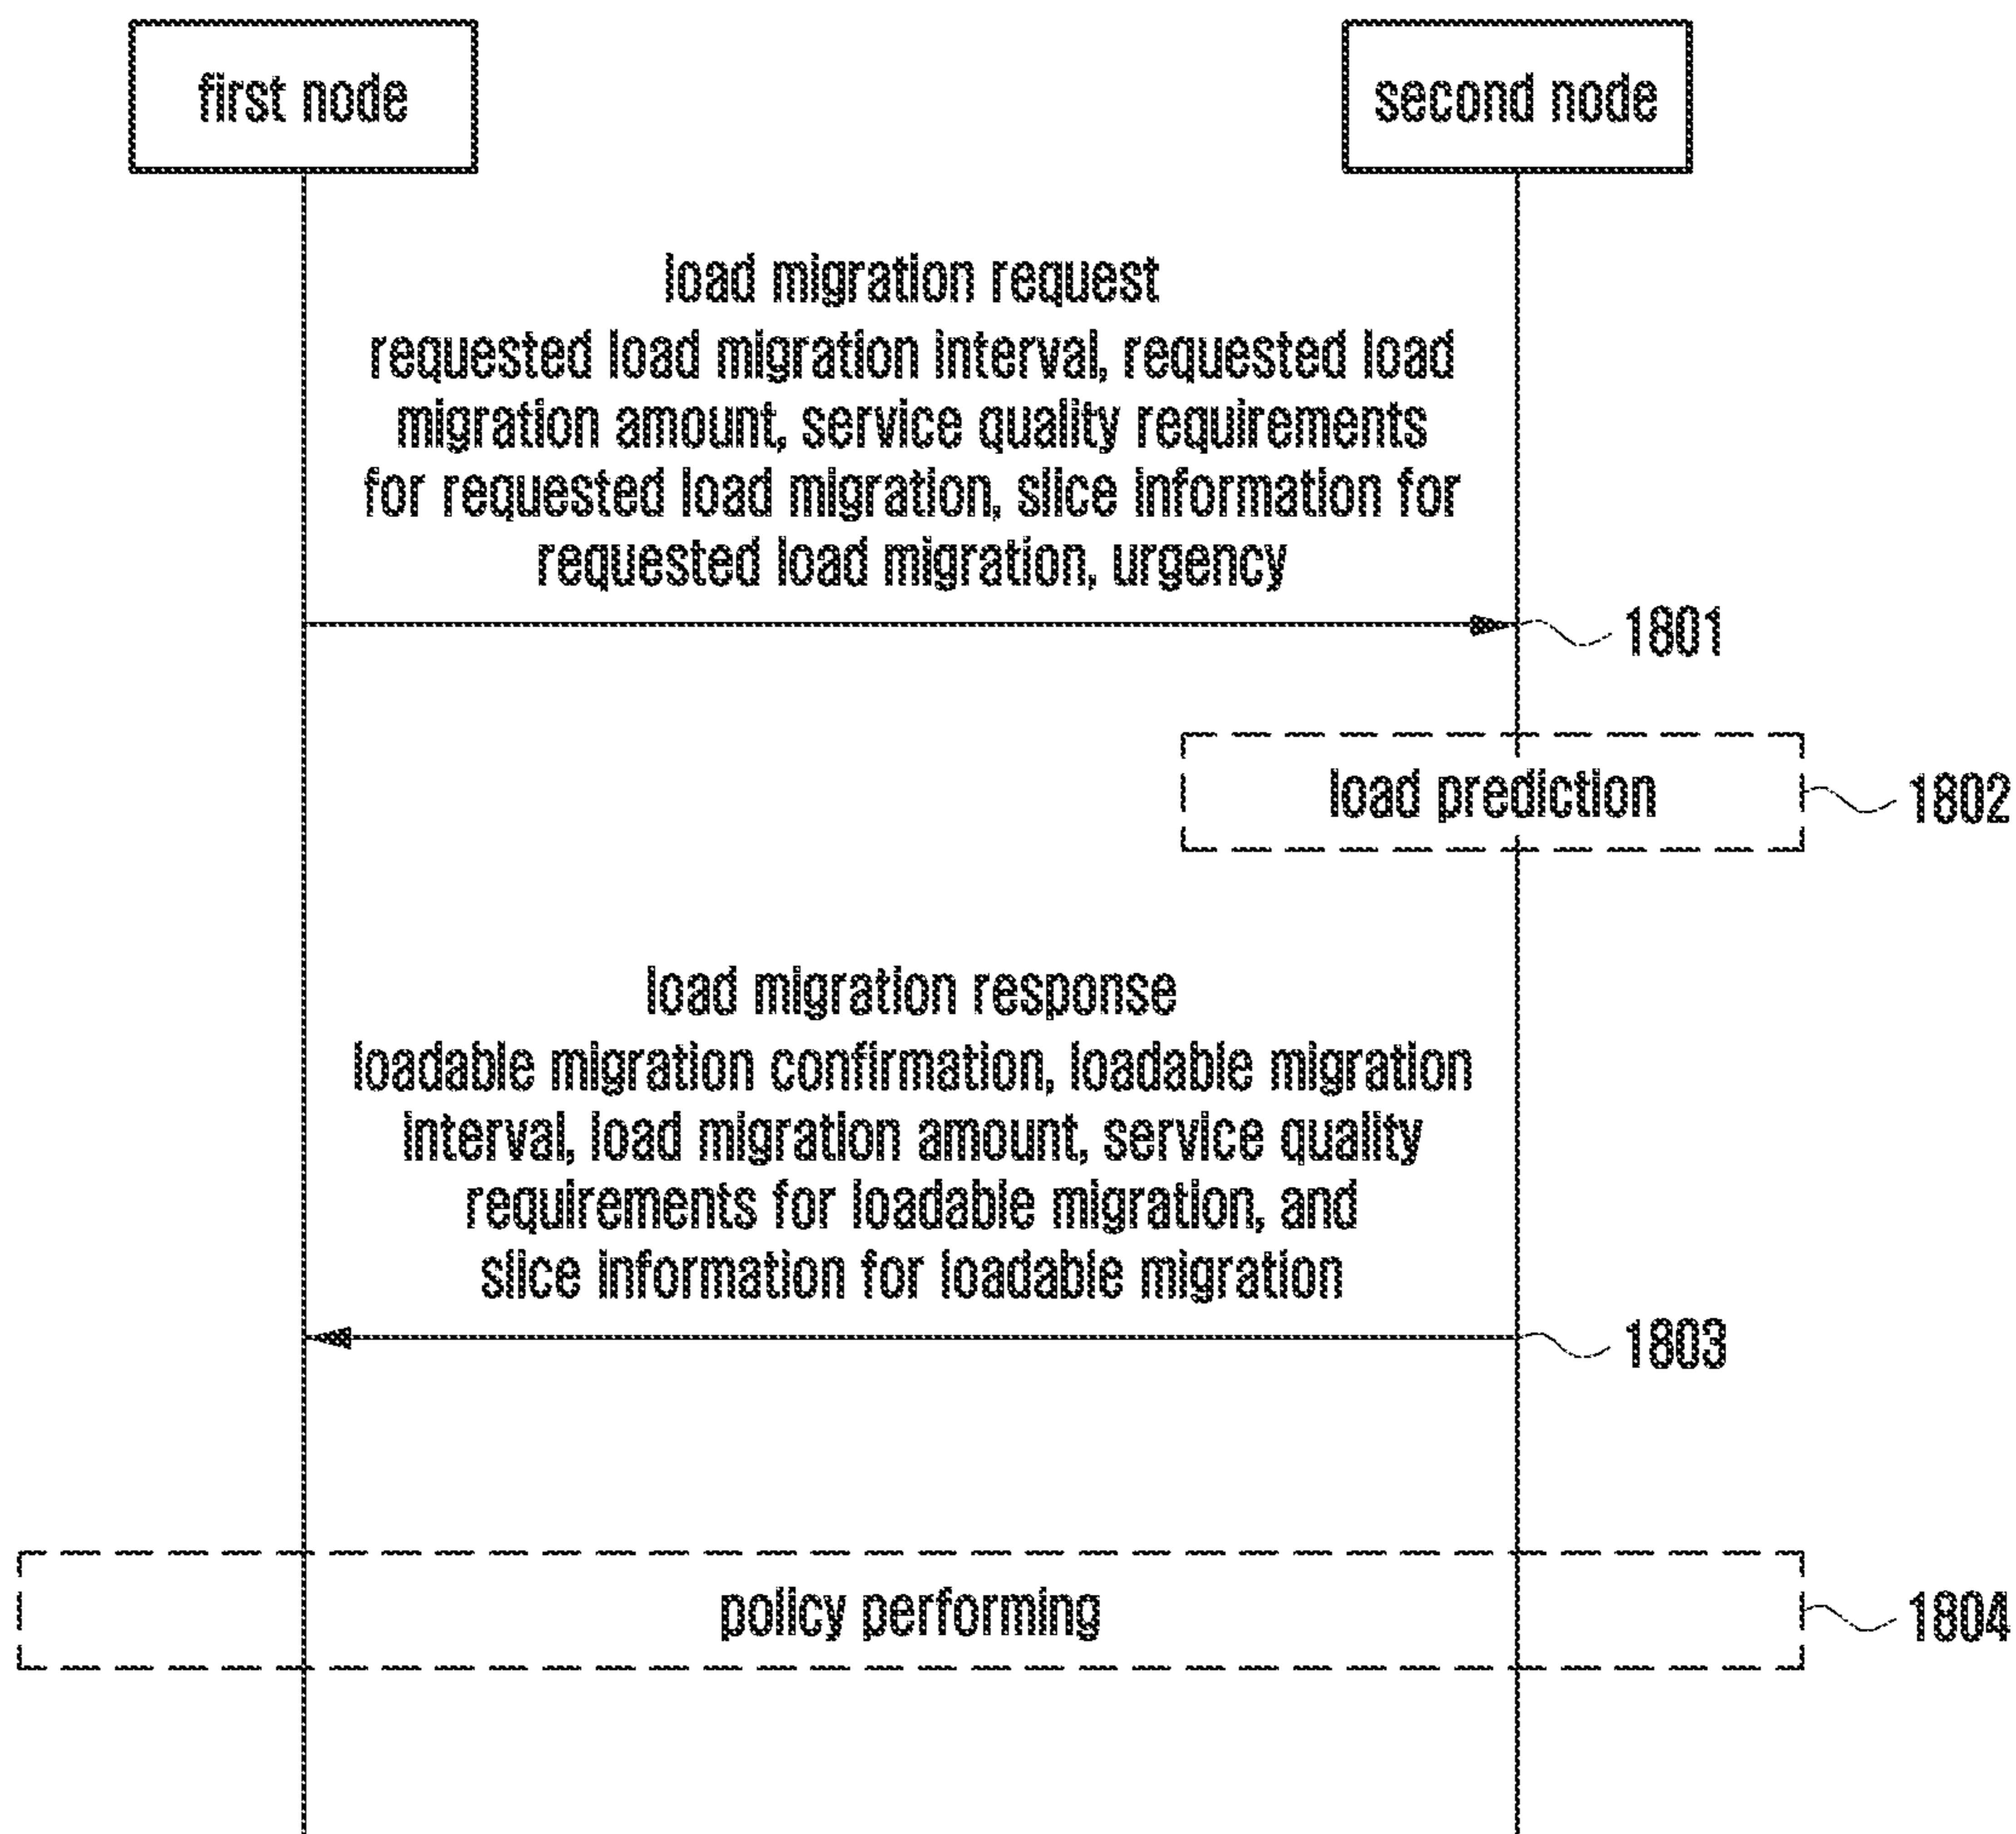 first node
second node
load migration request
requested load migration interval, requested load
migration amount, service quality requirements
for requested load migration, slice information for
requested load migration, urgency
1801
load prediction
1802
load migration response
loadable migration confirmation, loadable migration
interval, load migration amount, service quality
requirements for loadable migration, and
slice information for loadable migration
1803
policy performing
1804